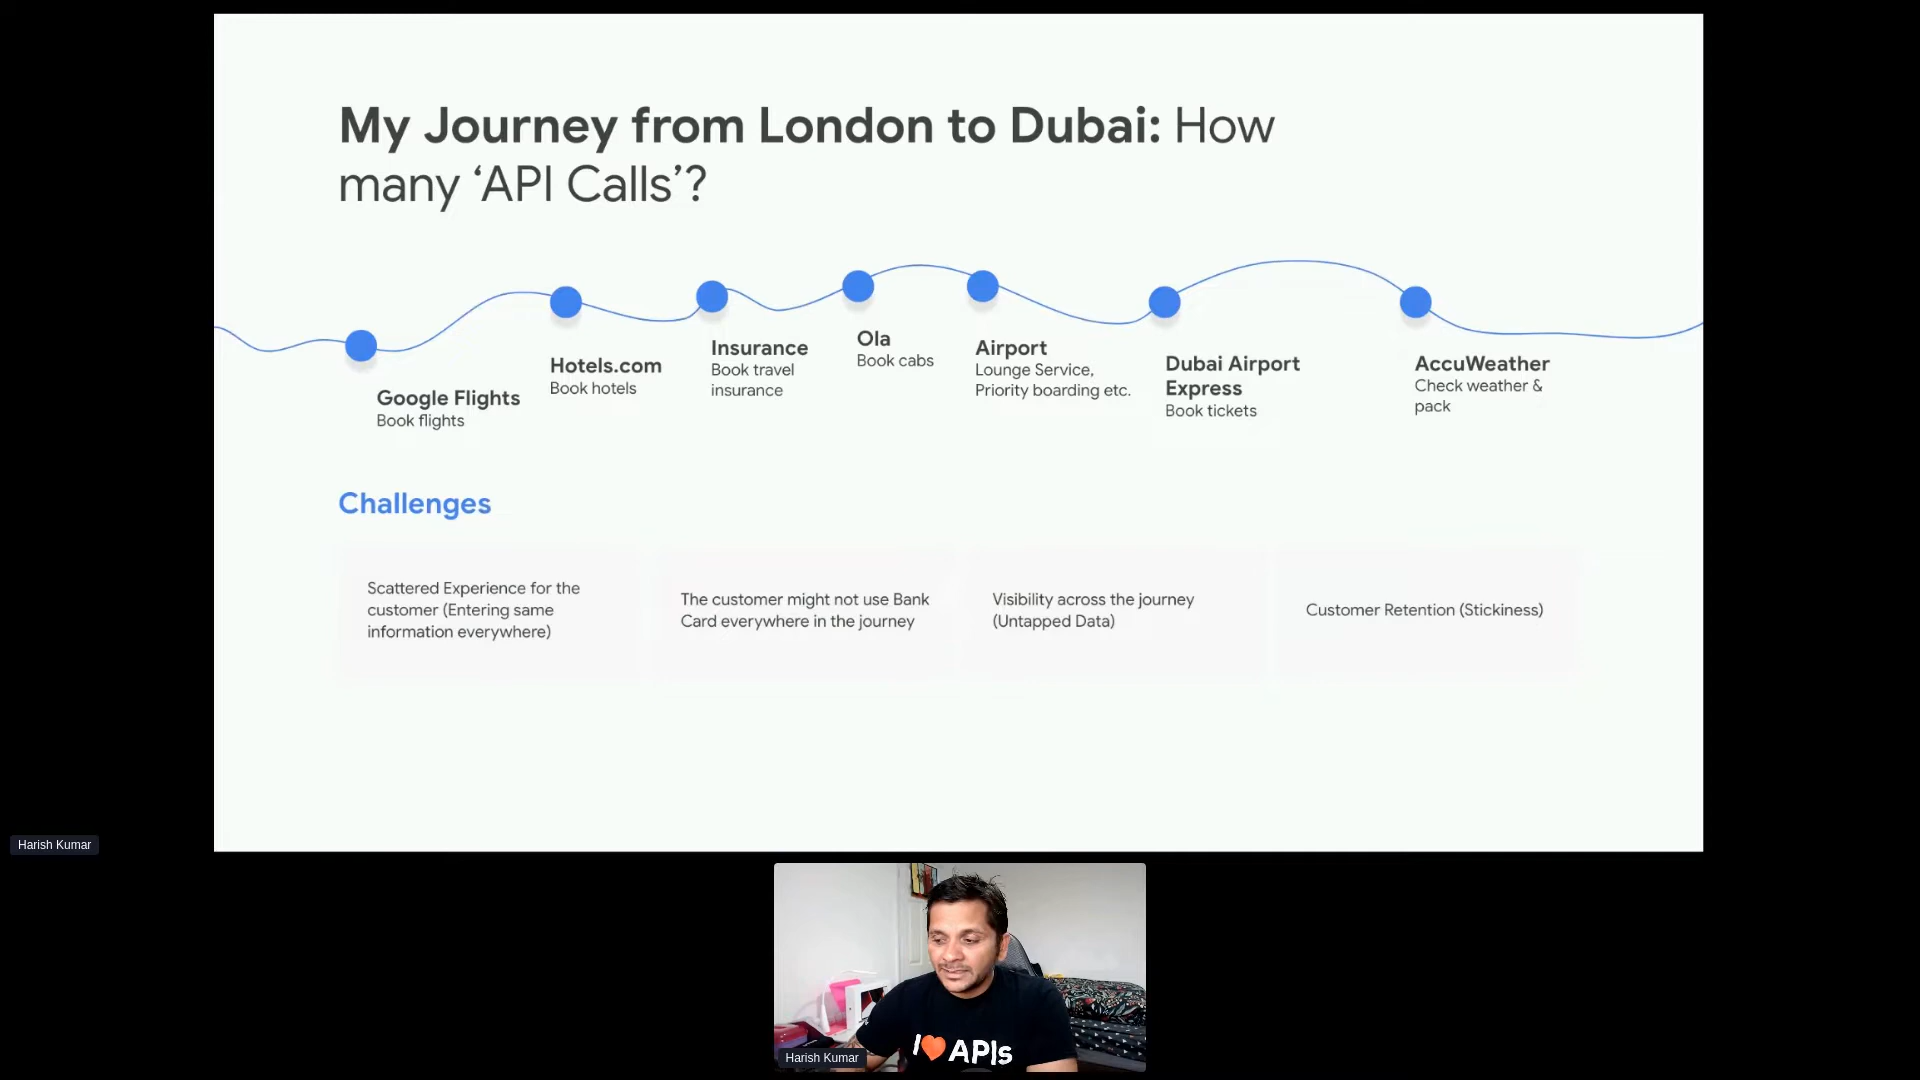 My Journey from London to Dubai: How
many ‘API Calls’?
Google Flights
Book flights
Hotels.com
Book hotels
Insurance
Book travel
insurance
Ola
Book cabs
Airport
Lounge Service,
Priority boarding etc.
Dubai Airport
Express
Book tickets
AccuWeather
Check weather &
pack
Challenges
Scattered Experience for the
customer (Entering same
information everywhere)
The customer might not use Bank
Card everywhere in the journey
Visibility across the journey
(Untapped Data)
Customer Retention (Stickiness)
Harish Kumar
I❤APIs
Harish Kumar